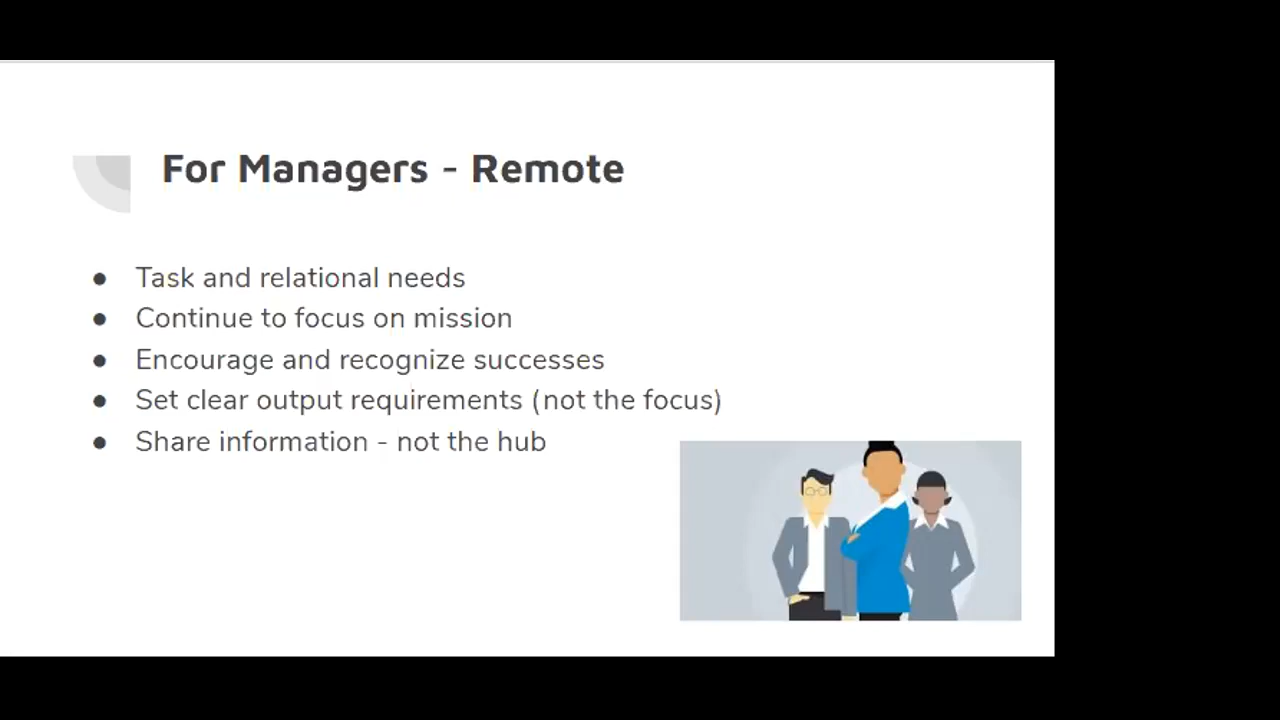 For Managers - Remote
● Task and relational needs
● Continue to focus on mission
● Encourage and recognize successes
● Set clear output requirements (not the focus)
● Share information - not the hub